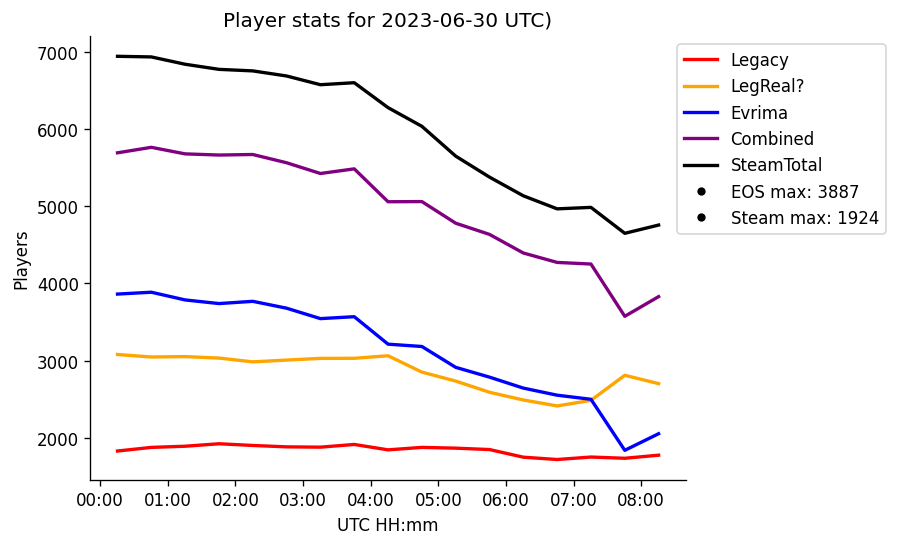 Player stats for 2023-06-30 UTC)
7000
6000
5000
4000
3000
2000
Players
00:00 01:00 02:00 03:00 04:00 05:00 06:00 07:00 08:00
UTC HH:mm
Legacy
LegReal?
Evrima
Combined
SteamTotal
EOS max: 3887
Steam max: 1924